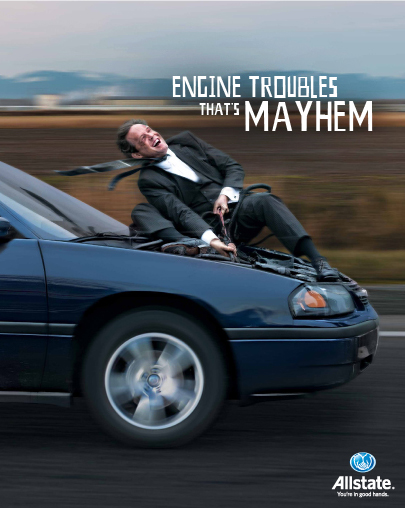 ENGINE TROUBLES
THAT'S MAYHEM
Allstate.
You're in good hands.